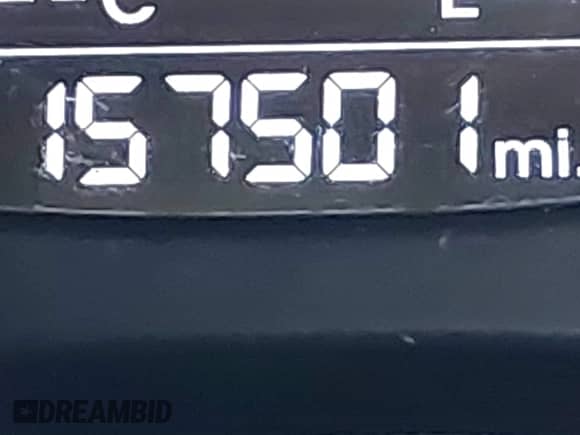 C E
157501 mi.
DREAMBID